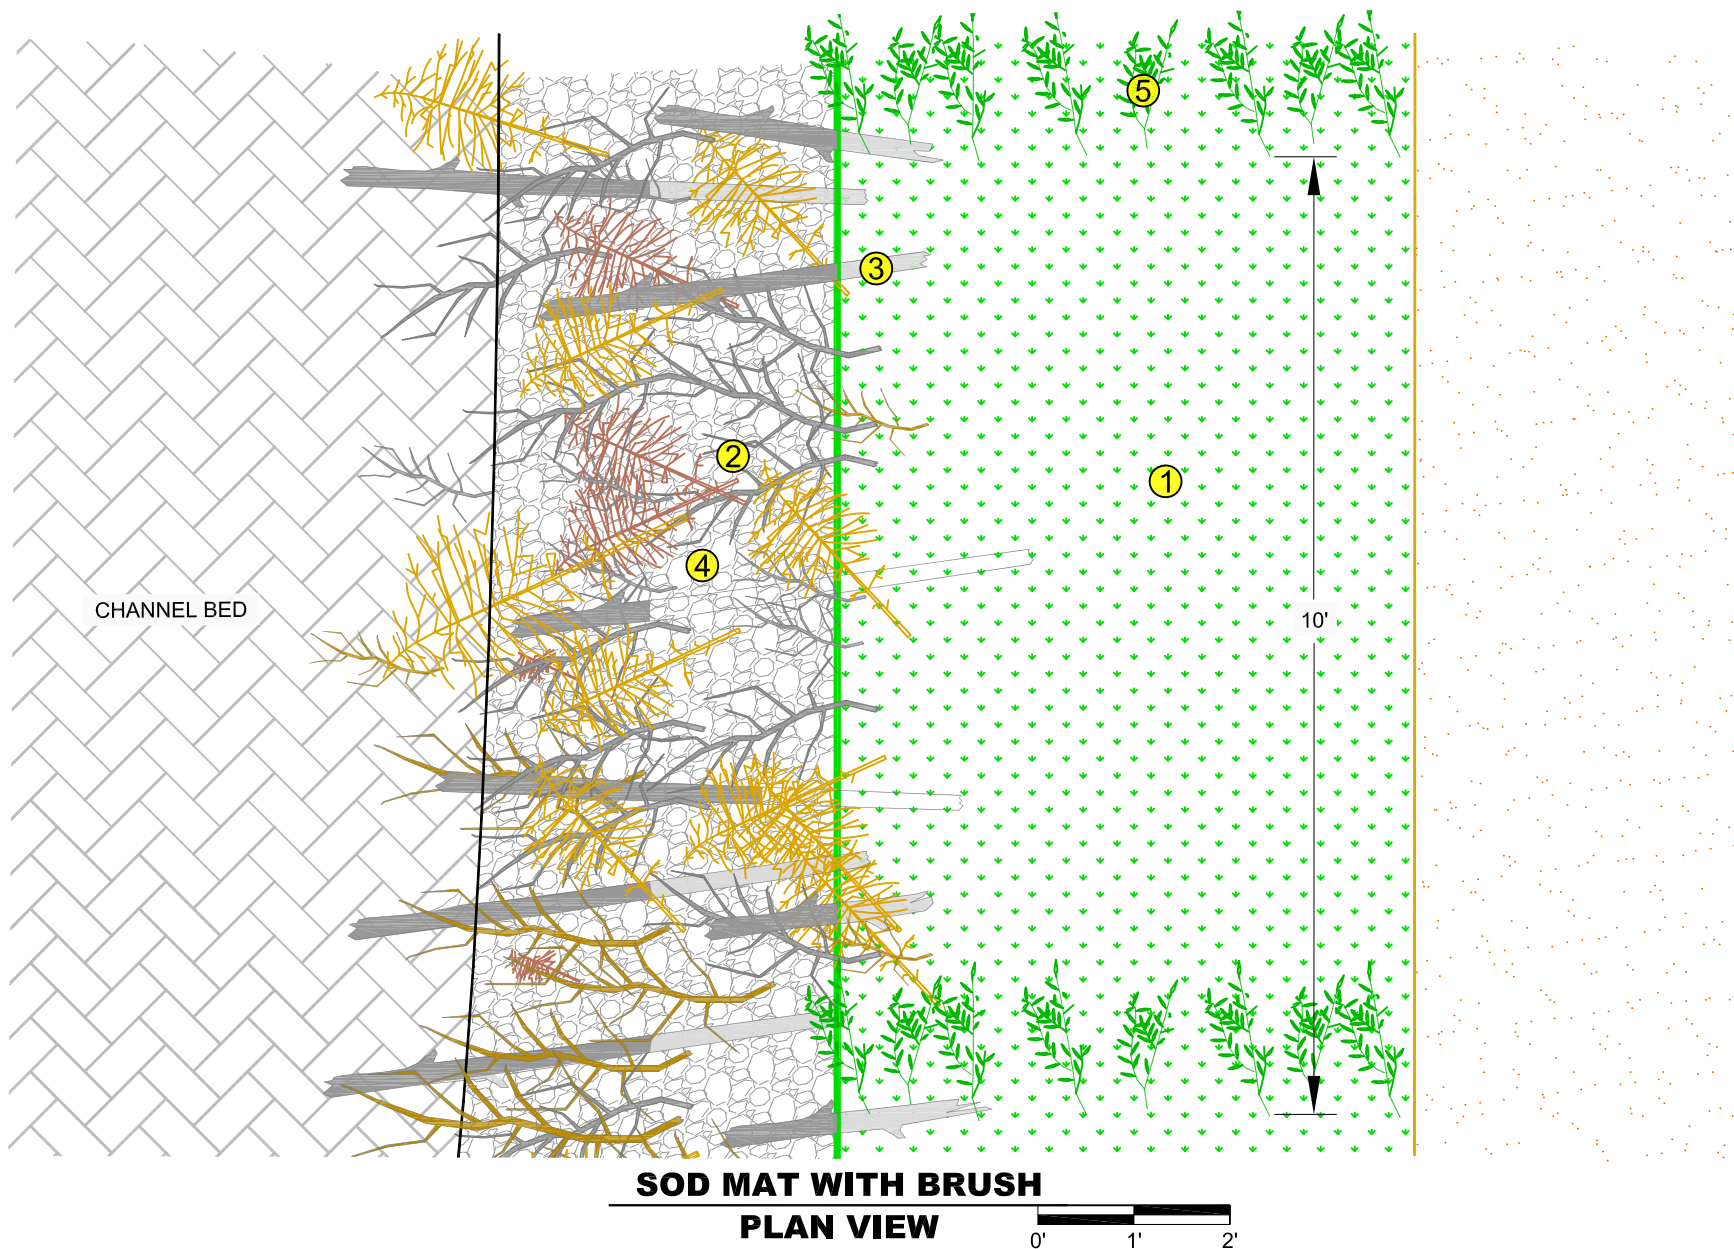 5
3
2
1
4
CHANNEL BED
10'
SOD MAT WITH BRUSH
PLAN VIEW
0' 1' 2'